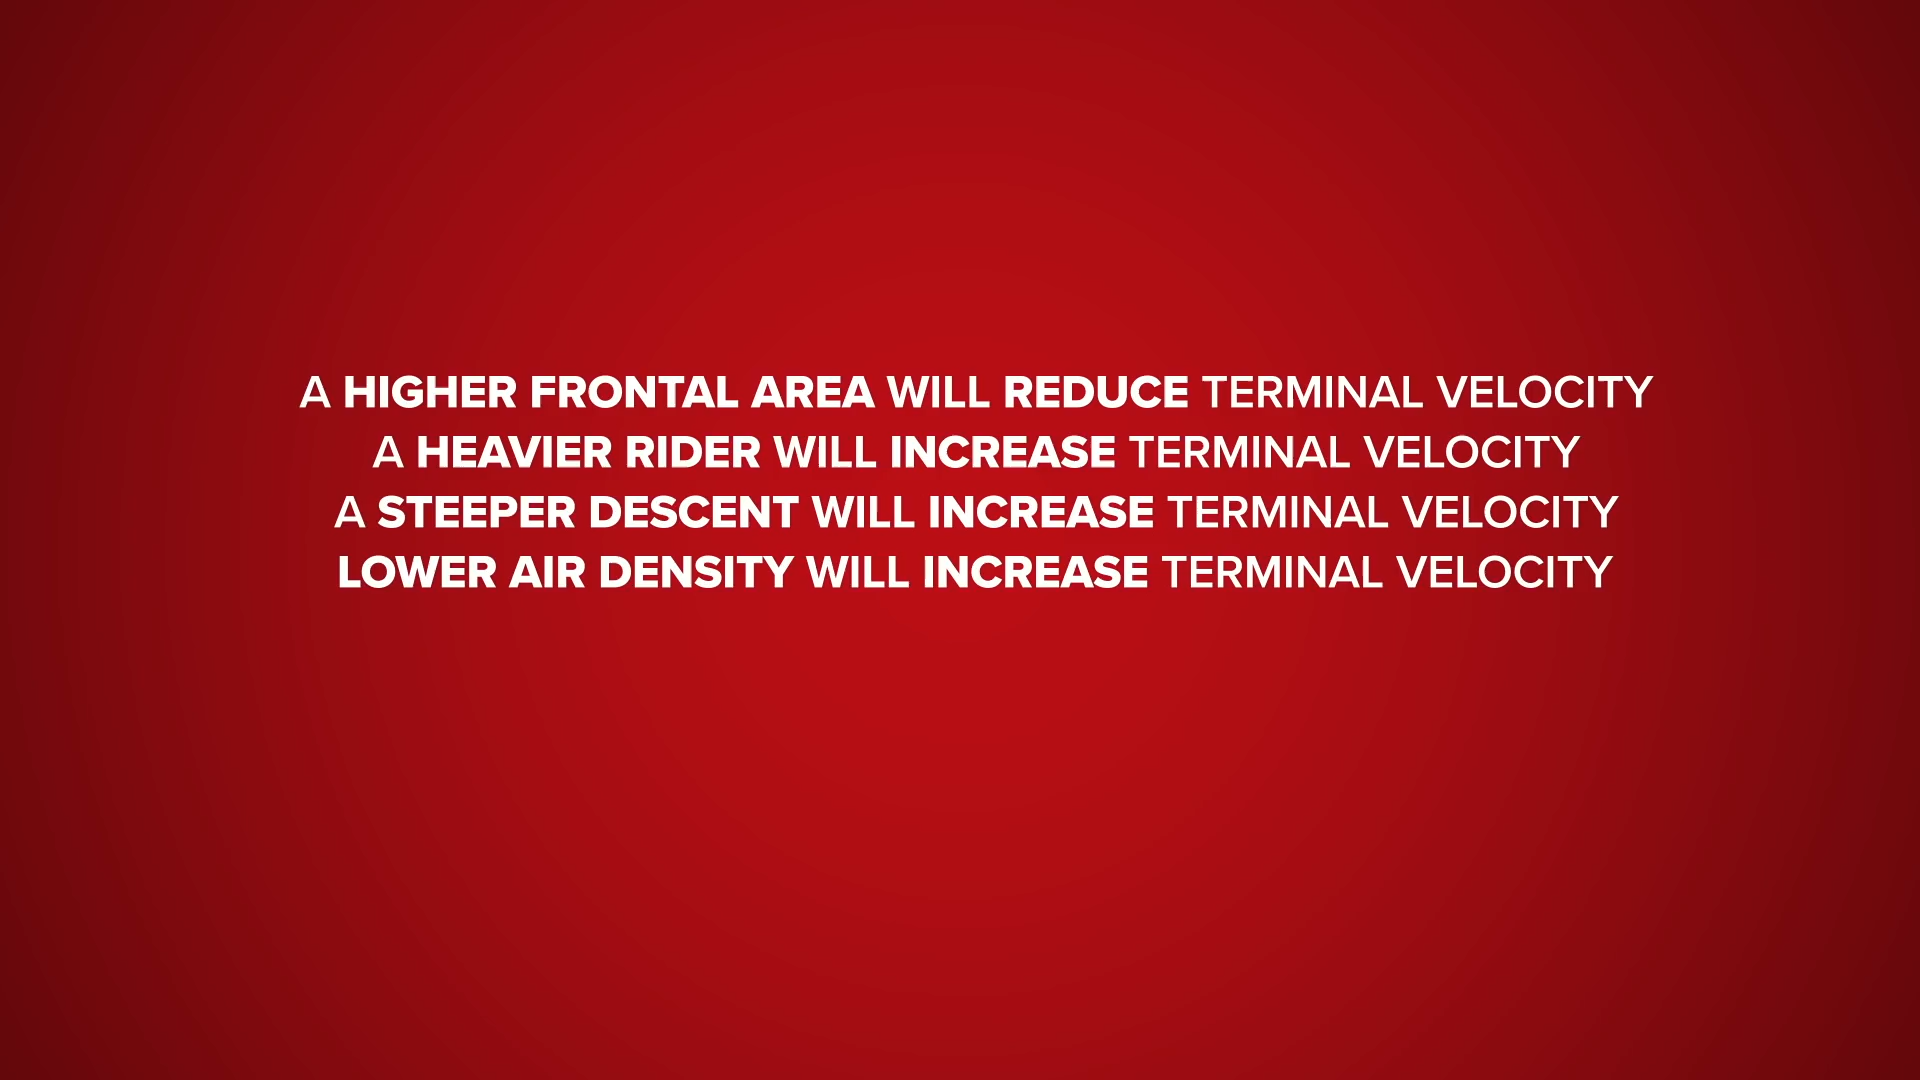 A HIGHER FRONTAL AREA WILL REDUCE TERMINAL VELOCITY
A HEAVIER RIDER WILL INCREASE TERMINAL VELOCITY
A STEEPER DESCENT WILL INCREASE TERMINAL VELOCITY
LOWER AIR DENSITY WILL INCREASE TERMINAL VELOCITY